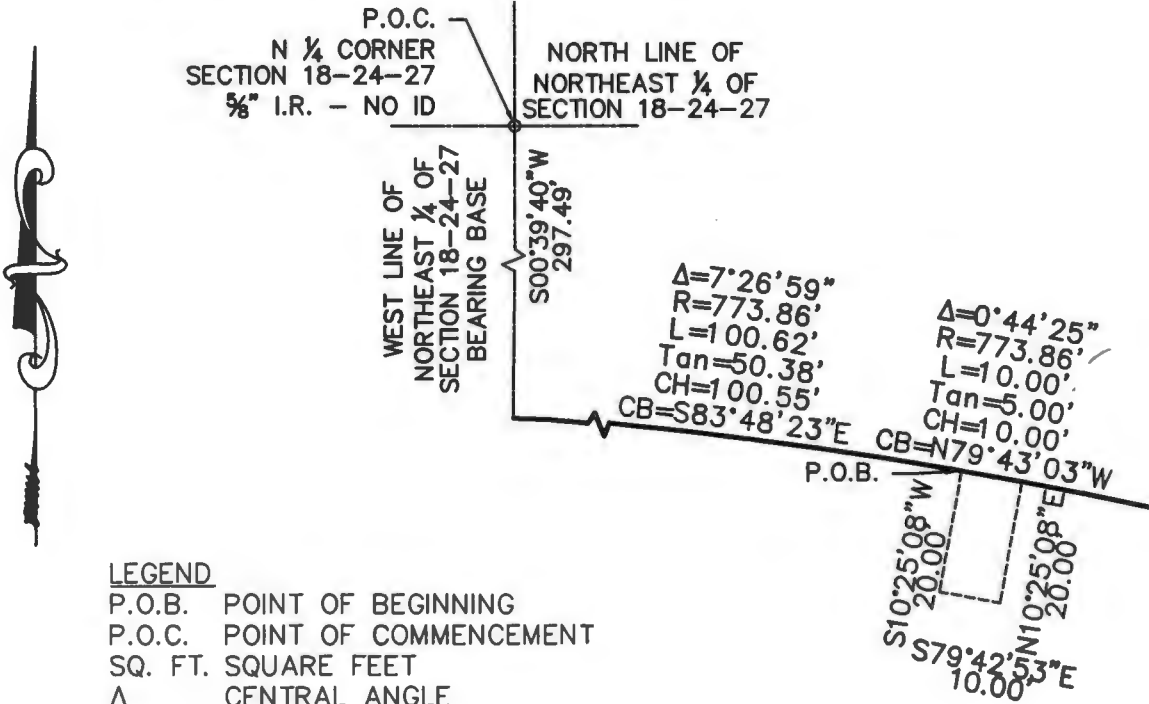 P.O.C.
N ¼ CORNER
SECTION 18-24-27
⅝" I.R. - NO ID
NORTH LINE OF
NORTHEAST ¼ OF
SECTION 18-24-27
WEST LINE OF
NORTHEAST ¼ OF
SECTION 18-24-27
BEARING BASE
S00°39'40"W
297.49'
Δ=7°26'59"
R=773.86'
L=100.62'
Tan=50.38'
CH=100.55'
CB=S83°48'23"E
Δ=0°44'25"
R=773.86'
L=10.00'
Tan=5.00'
CH=10.00'
CB=N79°43'03"W
P.O.B.
S10°25'08"W
20.00'
N10°25'08"E
20.00
S79°42'53"E
10.00'
LEGEND
P.O.B. POINT OF BEGINNING
P.O.C. POINT OF COMMENCEMENT
SQ. FT. SQUARE FEET
Δ CENTRAL ANGLE